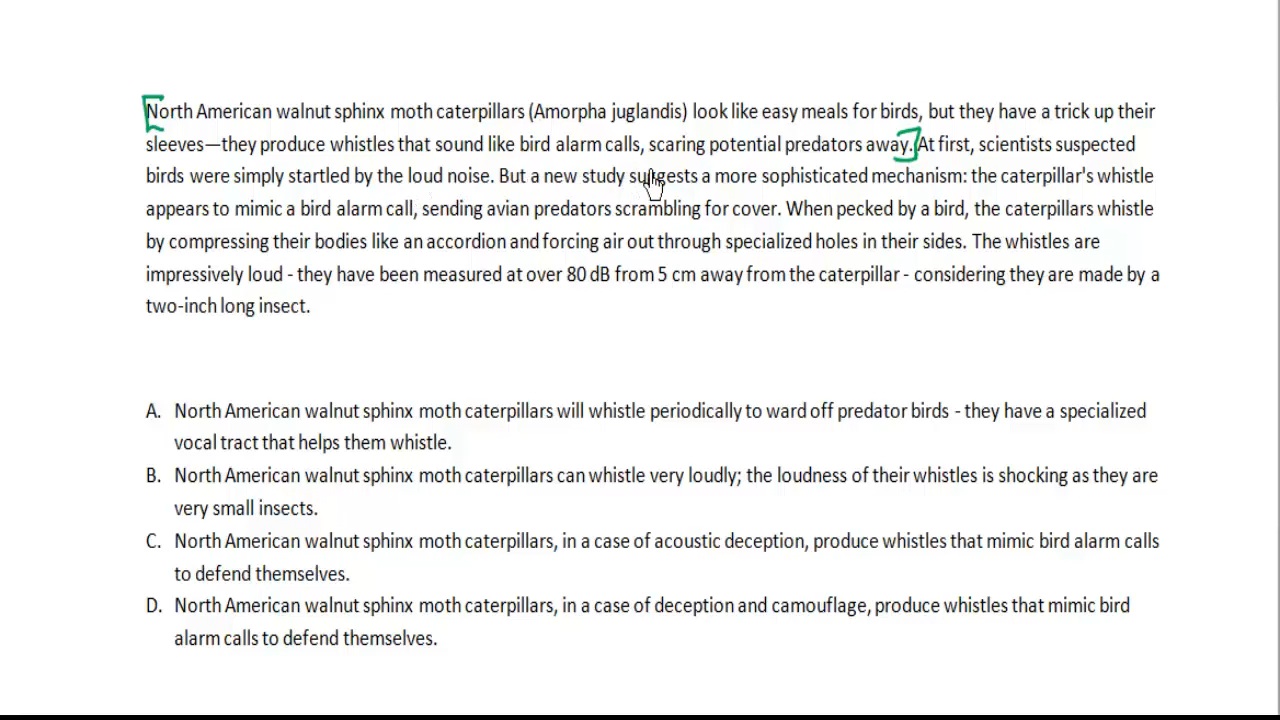 North American walnut sphinx moth caterpillars (Amorpha juglandis) look like easy meals for birds, but they have a trick up their
sleeves—they produce whistles that sound like bird alarm calls, scaring potential predators away. At first, scientists suspected
birds were simply startled by the loud noise. But a new study suggests a more sophisticated mechanism: the caterpillar's whistle
appears to mimic a bird alarm call, sending avian predators scrambling for cover. When pecked by a bird, the caterpillars whistle
by compressing their bodies like an accordion and forcing air out through specialized holes in their sides. The whistles are
impressively loud - they have been measured at over 80 dB from 5 cm away from the caterpillar - considering they are made by a
two-inch long insect.
A. North American walnut sphinx moth caterpillars will whistle periodically to ward off predator birds - they have a specialized
vocal tract that helps them whistle.
B. North American walnut sphinx moth caterpillars can whistle very loudly; the loudness of their whistles is shocking as they are
very small insects.
C. North American walnut sphinx moth caterpillars, in a case of acoustic deception, produce whistles that mimic bird alarm calls
to defend themselves.
D. North American walnut sphinx moth caterpillars, in a case of deception and camouflage, produce whistles that mimic bird
alarm calls to defend themselves.